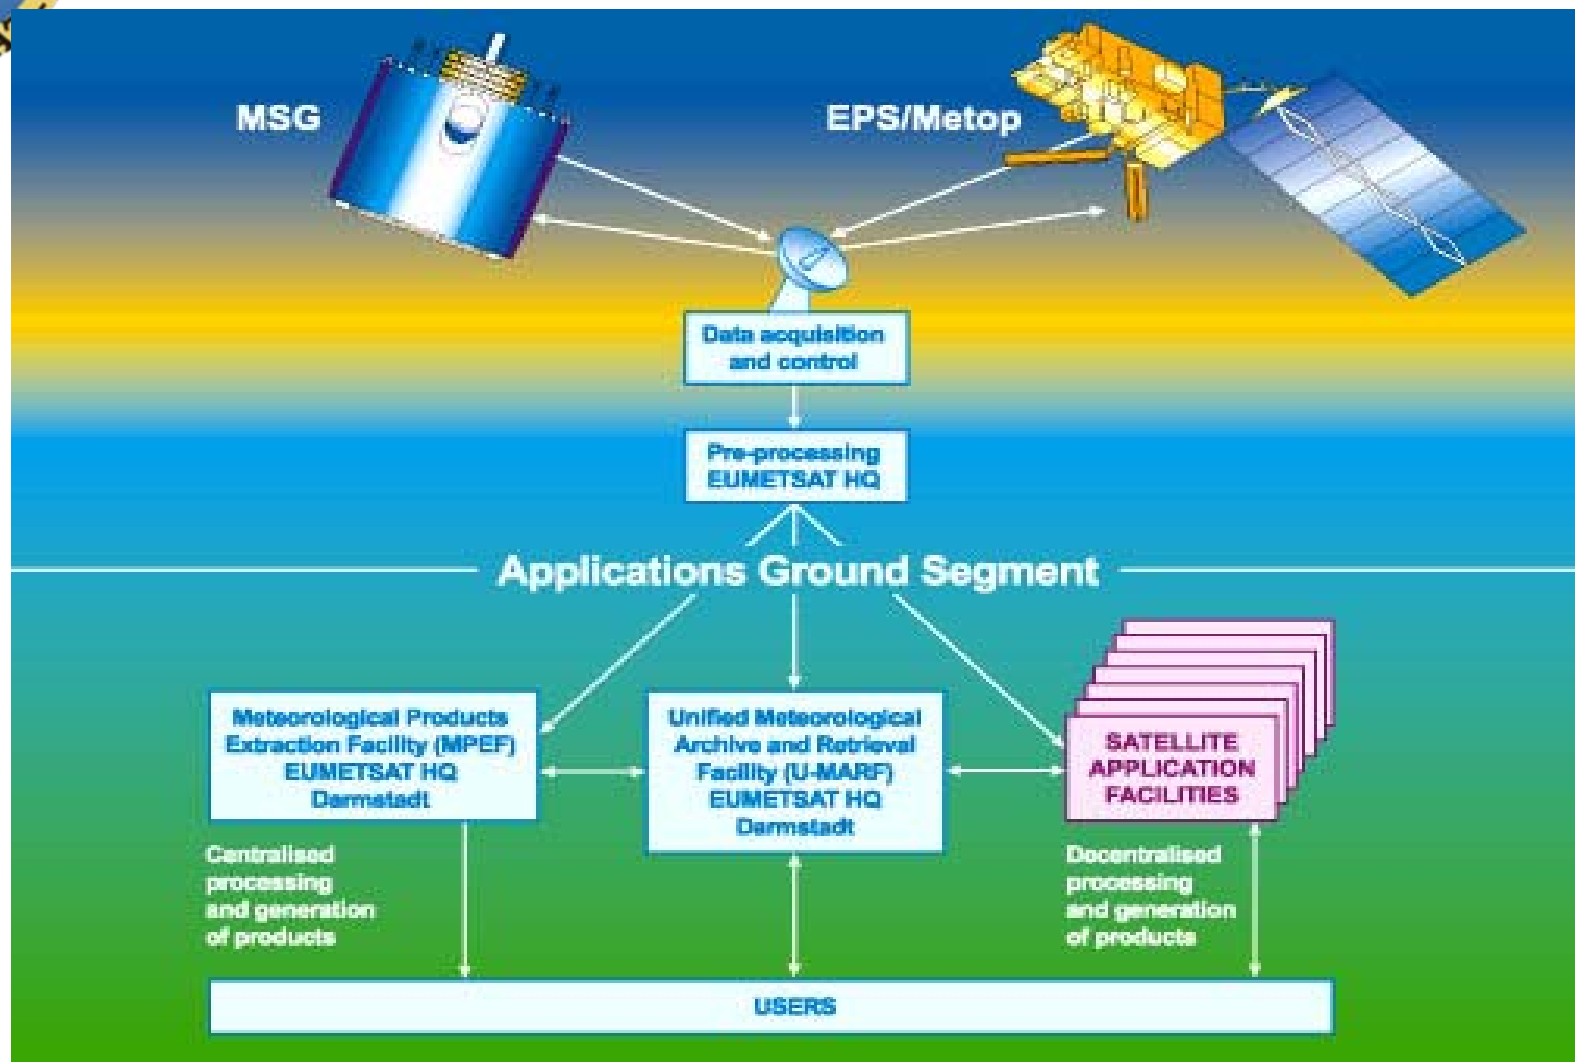 MSG
EPS/Metop
Data acquisition
and control
Pre-processing
EUMETSAT HQ
Applications Ground Segment
Meteorological Products
Extraction Facility (MPEF)
EUMETSAT HQ
Darmstadt
Unified Meteorological
Archive and Retrieval
Facility (U-MARF)
EUMETSAT HQ
Darmstadt
SATELLITE
APPLICATION
FACILITIES
Centralised
processing
and generation
of products
Decentralised
processing
and generation
of products
USERS